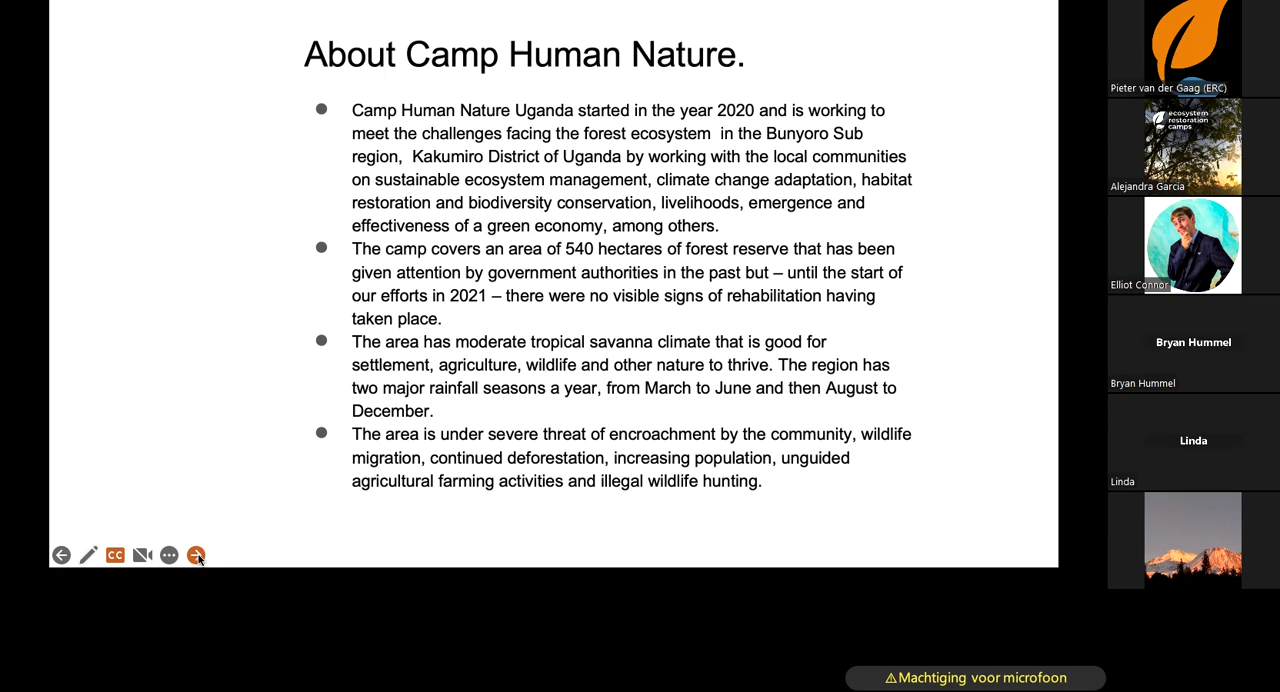 About Camp Human Nature.
Camp Human Nature Uganda started in the year 2020 and is working to
meet the challenges facing the forest ecosystem in the Bunyoro Sub
region, Kakumiro District of Uganda by working with the local communities
on sustainable ecosystem management, climate change adaptation, habitat
restoration and biodiversity conservation, livelihoods, emergence and
effectiveness of a green economy, among others.
The camp covers an area of 540 hectares of forest reserve that has been
given attention by government authorities in the past but – until the start of
our efforts in 2021 – there were no visible signs of rehabilitation having
taken place.
The area has moderate tropical savanna climate that is good for
settlement, agriculture, wildlife and other nature to thrive. The region has
two major rainfall seasons a year, from March to June and then August to
December.
The area is under severe threat of encroachment by the community, wildlife
migration, continued deforestation, increasing population, unguided
agricultural farming activities and illegal wildlife hunting.
CC
Pieter van der Gaag (ERC)
ecosystem
restoration
camps
Alejandra Garcia
Elliot Connor
Bryan Hummel
Bryan Hummel
Linda
Linda
⚠Machtiging voor microfoon